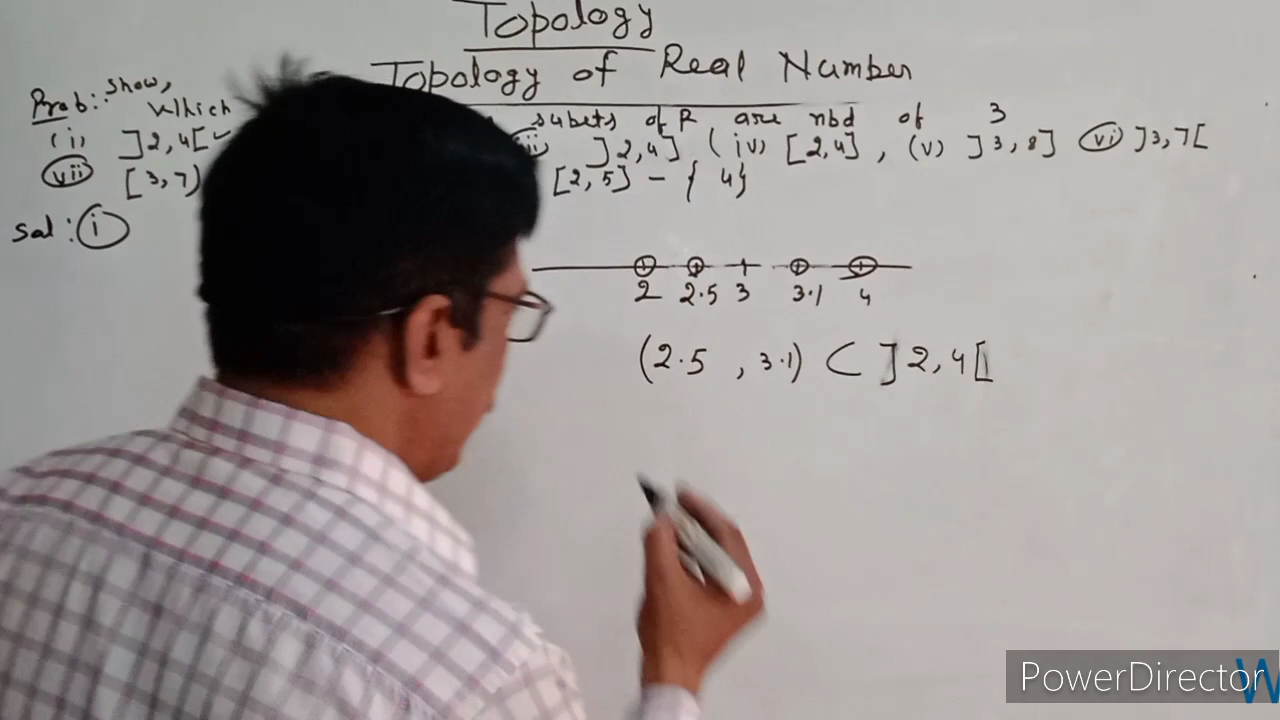 Topology
Topology of Real Number
Prob: Show, Which subets of R are nbd of 3
(i) ]2,4[ ]2,4] (iv) [2,4] , (v) ]3,8] (vi) ]3,7[
(vii) [3,7) [2,5] - { 4}
Sal: (i)
2 2.5 3 3.1 4
(2.5 , 3.1) ⊂ ]2,4[
PowerDirector
W